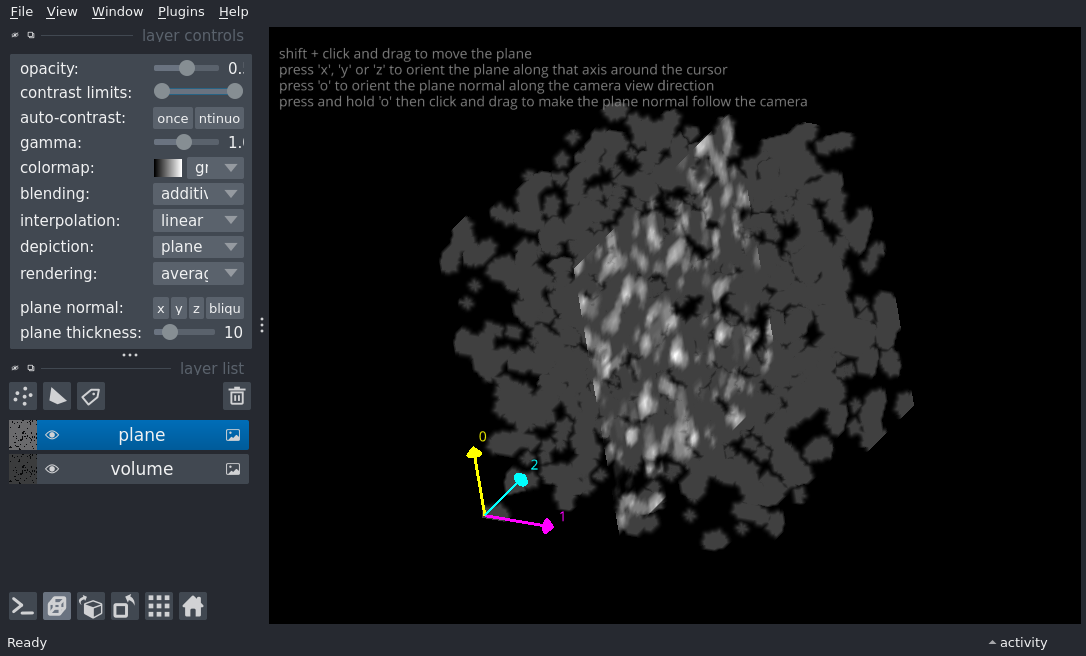 File View Window Plugins Help
layer controls
opacity: 0.
contrast limits:
auto-contrast: once ntinuo
gamma: 1.
colormap: gr
blending: additiv
interpolation: linear
depiction: plane
rendering: averag
plane normal: x y z bliqu
plane thickness: 10
layer list
plane
volume
shift + click and drag to move the plane
press 'x', 'y' or 'z' to orient the plane along that axis around the cursor
press 'o' to orient the plane normal along the camera view direction
press and hold 'o' then click and drag to make the plane normal follow the camera
0
2
1
Ready
activity